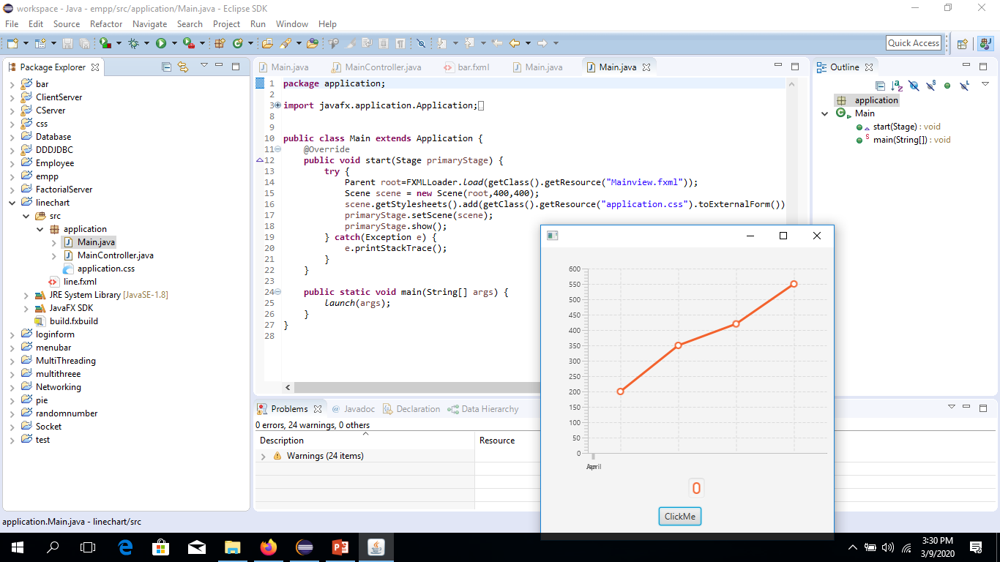 workspace - Java - empp/src/application/Main.java - Eclipse SDK
File Edit Source Refactor Navigate Search Project Run Window Help
Quick Access
Package Explorer
bar
ClientServer
CServer
css
Database
DDDJDBC
Employee
empp
FactorialServer
linechart
src
application
Main.java
MainController.java
application.css
line.fxml
JRE System Library [JavaSE-1.8]
JavaFX SDK
build.fxbuild
loginform
menubar
MultiThreading
multithreee
Networking
pie
randomnumber
Socket
test
Main.java MainController.java bar.fxml Main.java Main.java
1 package application;
2
3 import javafx.application.Application;
8
9
10 public class Main extends Application {
11 @Override
12 public void start(Stage primaryStage) {
13 try {
14 Parent root=FXMLLoader.load(getClass().getResource("Mainview.fxml"));
15 Scene scene = new Scene(root,400,400);
16 scene.getStylesheets().add(getClass().getResource("application.css").toExternalForm())
17 primaryStage.setScene(scene);
18 primaryStage.show();
19 } catch(Exception e) {
20 e.printStackTrace();
21 }
22 }
23
24 public static void main(String[] args) {
25 launch(args);
26 }
27 }
28
Outline
application
Main
start(Stage) : void
main(String[]) : void
Problems @ Javadoc Declaration Data Hierarchy
0 errors, 24 warnings, 0 others
Description Resource
Warnings (24 items)
600
550
500
450
400
350
300
250
200
150
100
50
0
April
0
ClickMe
application.Main.java - linechart/src
3:30 PM
3/9/2020